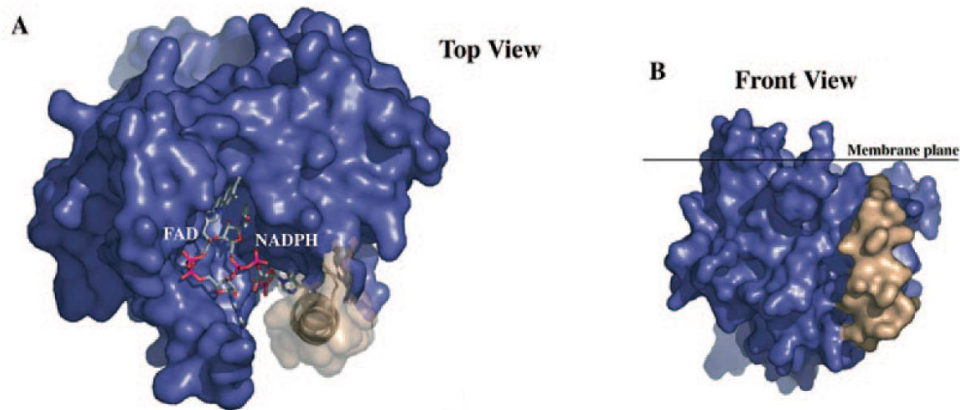 A
Top View
FAD
NADPH
B
Front View
Membrane plane